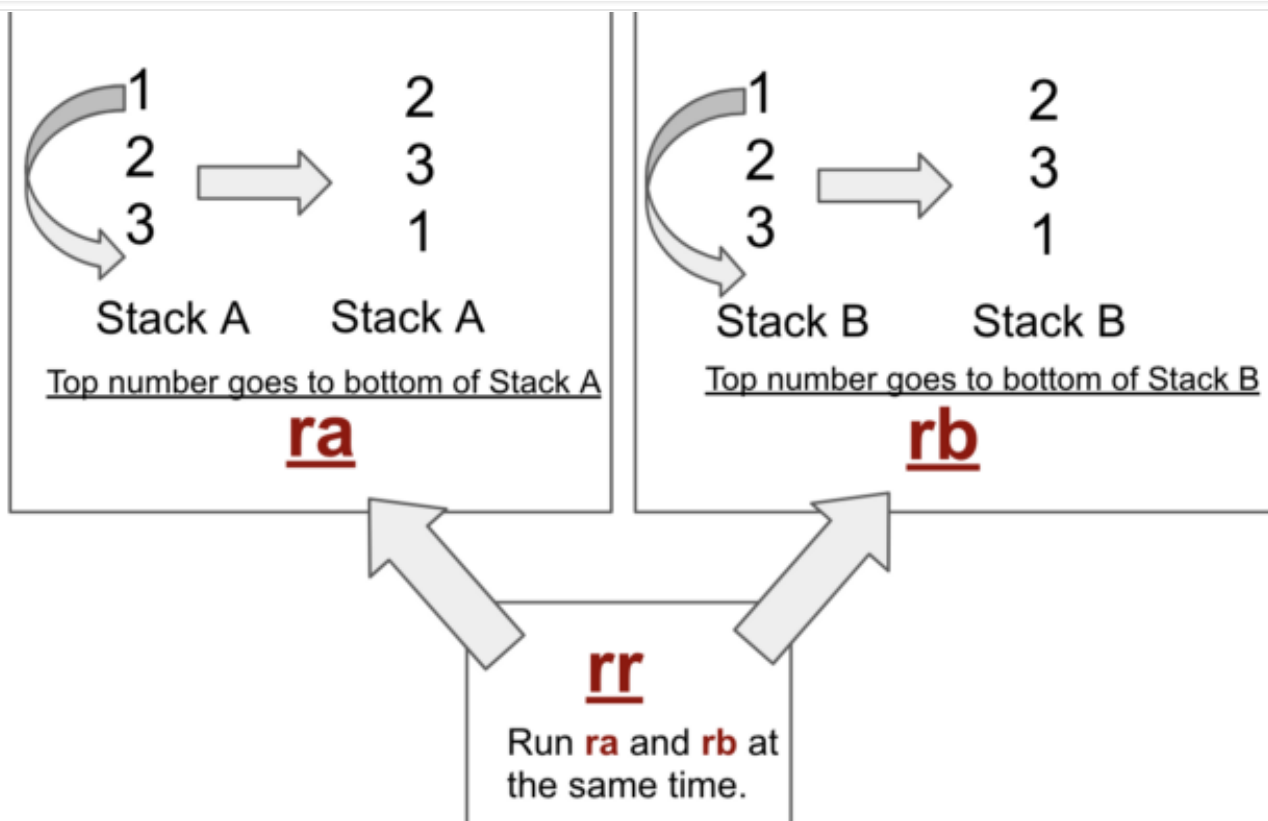 1
2
3
2
3
1
Stack A
Stack A
Top number goes to bottom of Stack A
ra
1
2
3
2
3
1
Stack B
Stack B
Top number goes to bottom of Stack B
rb
rr
Run ra and rb at
the same time.